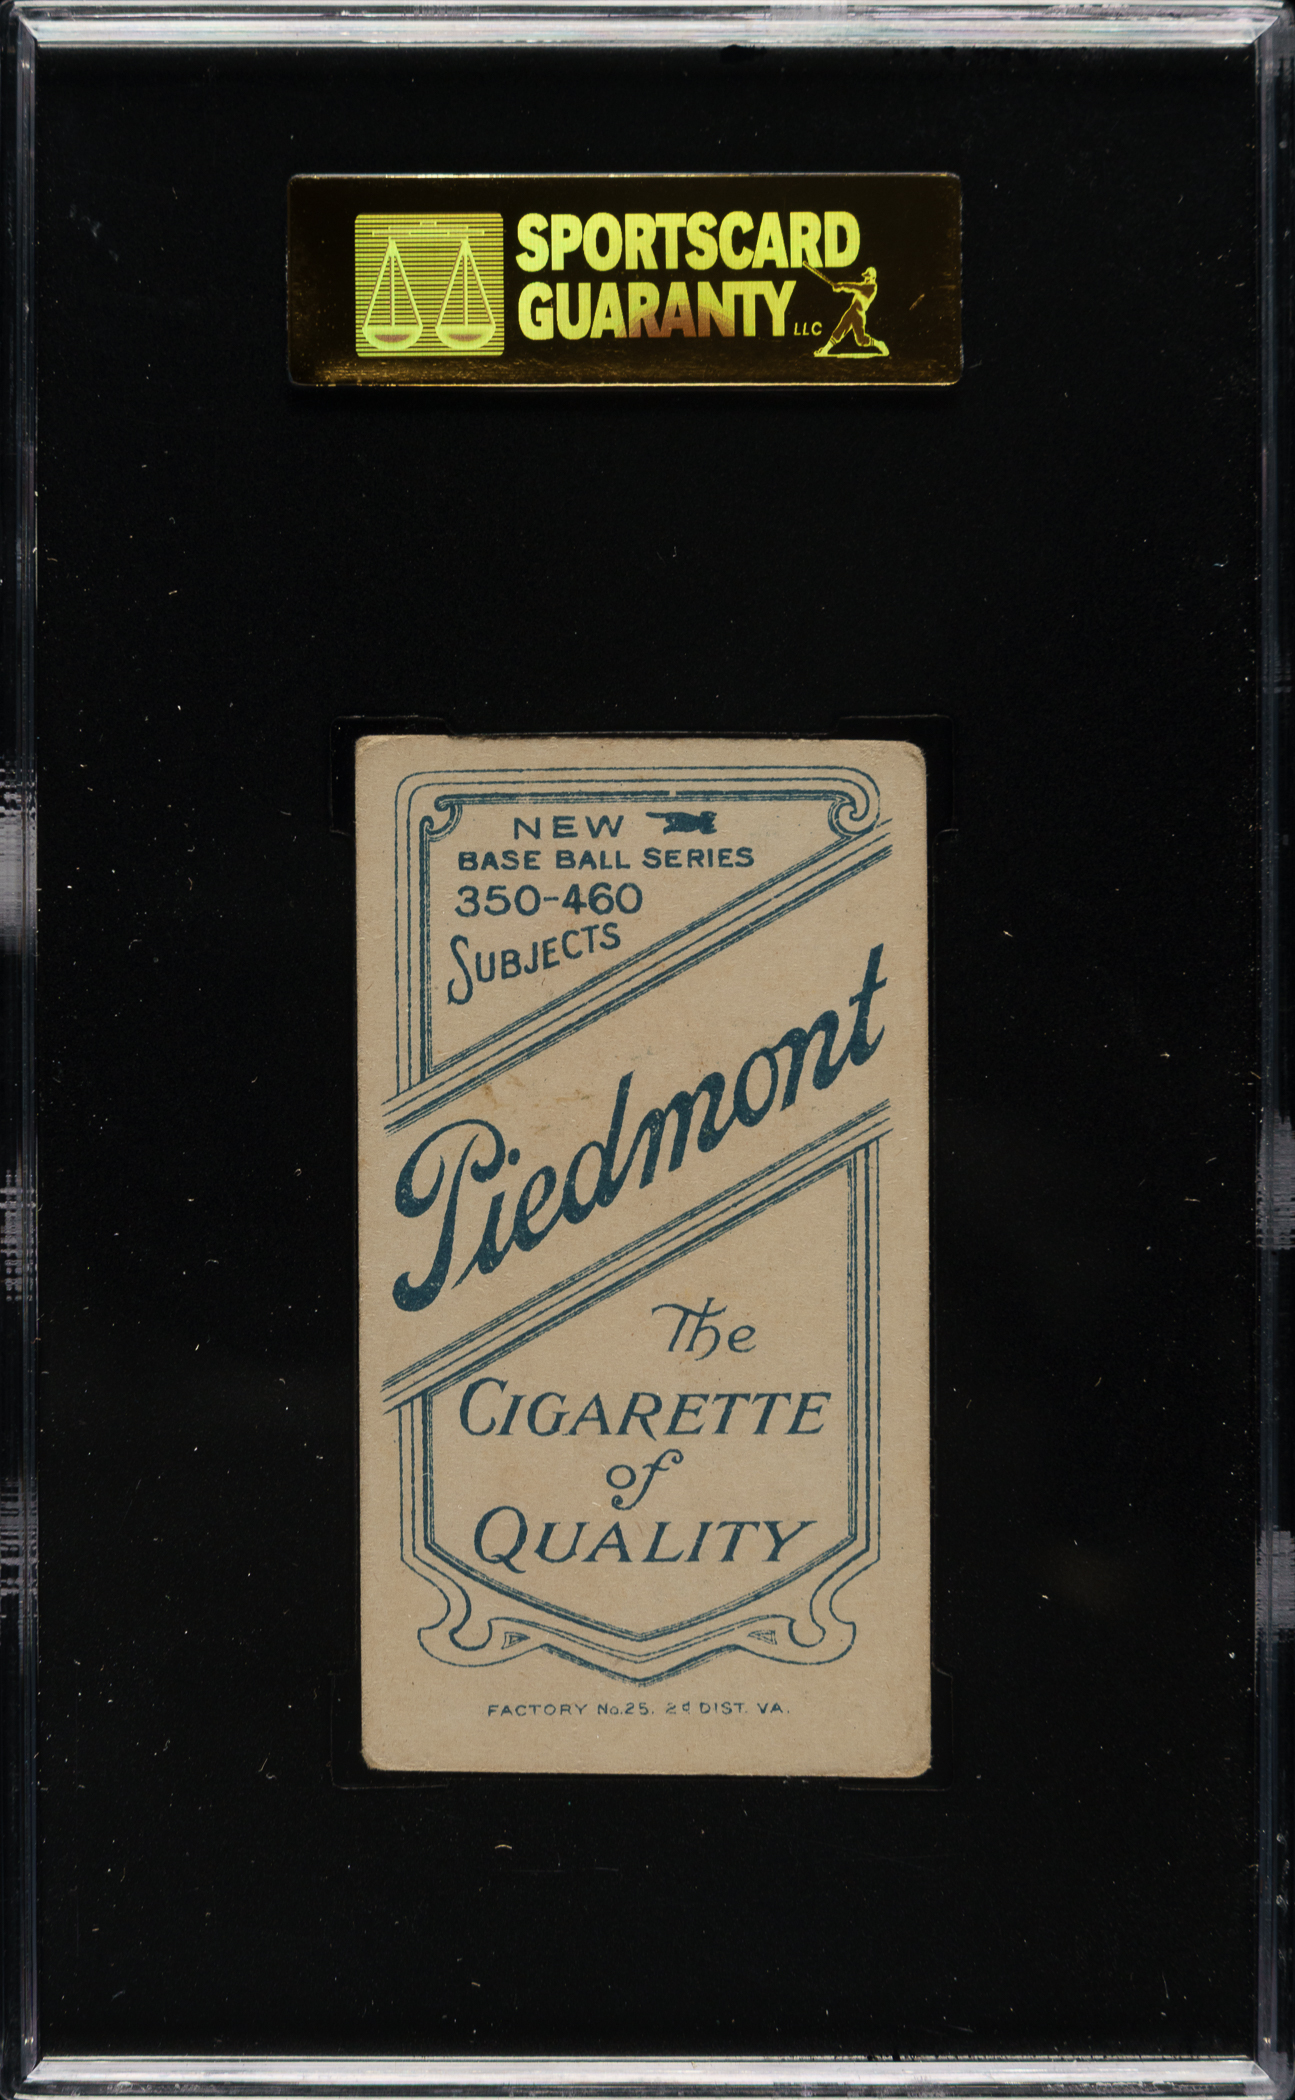 SPORTSCARD
GUARANTY LLC
NEW
BASE BALL SERIES
350-460
SUBJECTS
Piedmont
The
CIGARETTE
of
QUALITY
FACTORY No.25. 2d DIST. VA.